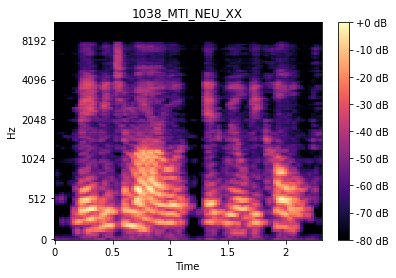 1038_MTI_NEU_XX
+0 dB
8192
-10 dB
-20 dB
4096
-30 dB
2048
-40 dB
Hz
1024
-50 dB
512
-60 dB
-70 dB
0
-80 dB
0 0.5 1 1.5 2
Time